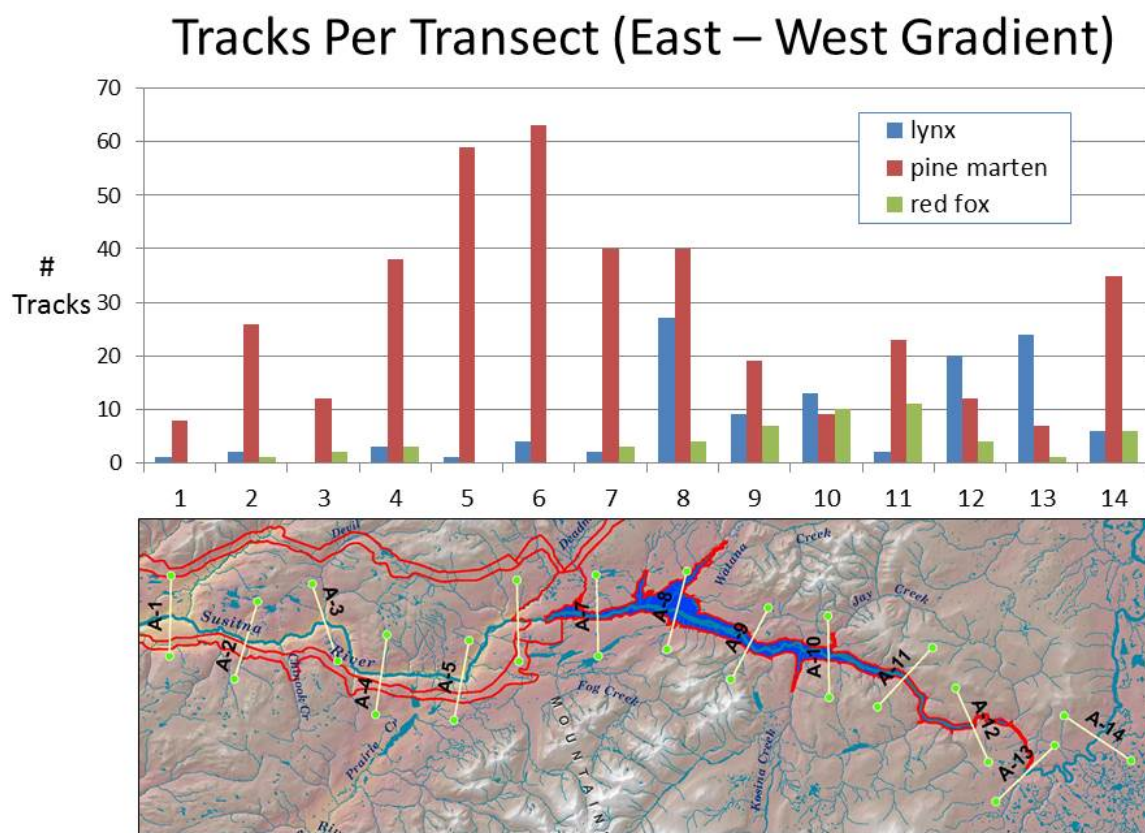 Tracks Per Transect (East – West Gradient)
70
60
50
40
30
20
10
0
#
Tracks
lynx
pine marten
red fox
1 2 3 4 5 6 7 8 9 10 11 12 13 14
Devil
Deadm
Watana
Creek
A-1
A-2
A-3
A-4
A-5
A-7
A-8
A-9
A-10
A-11
A-12
A-13
A-14
Susitna
River
Chinook Cr
Prairie Cr
Fog Creek
MOUNTAIN
Kosina Creek
Jay Creek
River